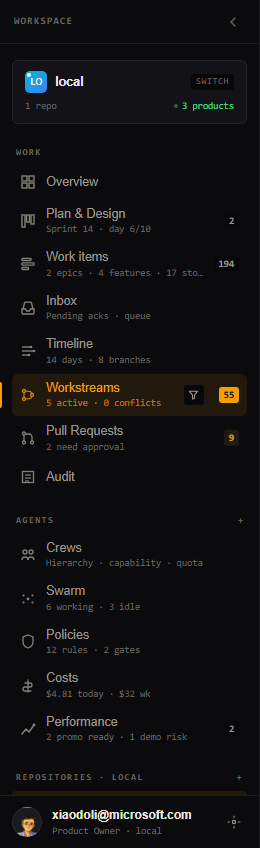 WORKSPACE
LO local SWITCH
1 repo 3 products
WORK
Overview
Plan & Design 2
Sprint 14 · day 6/10
Work items 194
2 epics · 4 features · 17 sto…
Inbox
Pending acks · queue
Timeline
14 days · 8 branches
Workstreams 55
5 active · 0 conflicts
Pull Requests 9
2 need approval
Audit
AGENTS +
Crews
Hierarchy · capability · quota
Swarm
6 working · 3 idle
Policies
12 rules · 2 gates
Costs
$4.81 today · $32 wk
Performance 2
2 promo ready · 1 demo risk
REPOSITORIES · LOCAL +
xiaodoli@microsoft.com
Product Owner · local